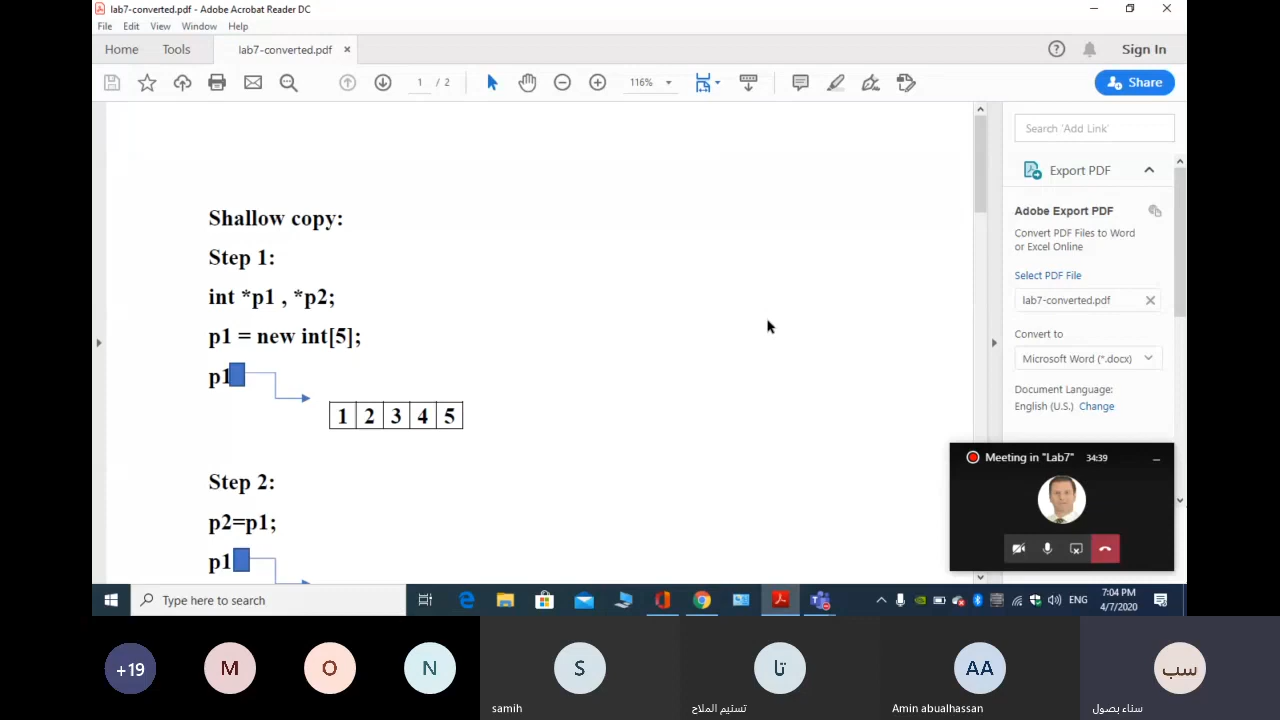 lab7-converted.pdf - Adobe Acrobat Reader DC
File Edit View Window Help
Home Tools lab7-converted.pdf × Sign In
1 / 2 116% Share
Search 'Add Link'
Export PDF
Adobe Export PDF
Convert PDF Files to Word
or Excel Online
Select PDF File
lab7-converted.pdf
Convert to
Microsoft Word (*.docx)
Document Language:
English (U.S.) Change
Shallow copy:
Step 1:
int *p1 , *p2;
p1 = new int[5];
p1
1 2 3 4 5
Step 2:
p2=p1;
p1
Meeting in "Lab7" 34:39
Type here to search
ENG
7:04 PM
4/7/2020
+19 M O N S تا AA سب
samih تسنيم الملاح Amin abualhassan سناء بصول